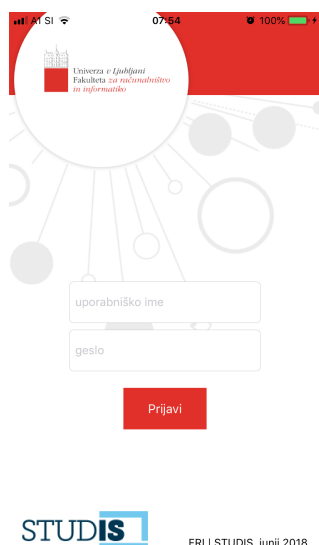 A1 SI
07:54
100%
Univerza v Ljubljani
Fakulteta za računalništvo
in informatiko
uporabniško ime
geslo
Prijavi
STUDIS
FRI | STUDIS, junij 2018